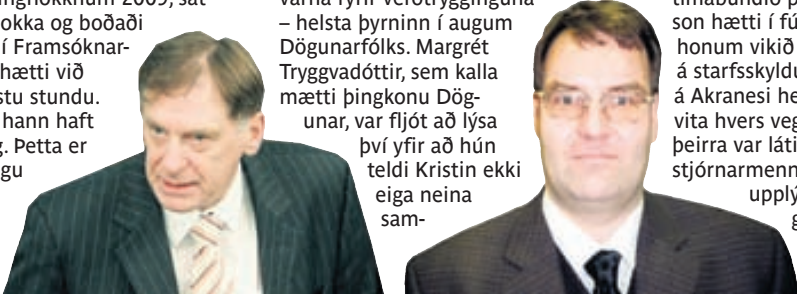 ingflokknum 2009, sat
okka og boðaði
í Framsóknar-
hætti við
stu stundu.
hann haft
g. Þetta er
gu
varna fyrir verðtrygginguna
– helsta þyrninn í augum
Dögunarfólks. Margrét
Tryggvadóttir, sem kalla
mætti þingkonu Dög-
unar, var fljót að lýsa
því yfir að hún
teldi Kristin ekki
eiga neina
sam-
tímabundið þ
son hætti í fú
honum vikið
á starfsskyldu
á Akranesi he
vita hvers veg
þeirra var láti
stjórnarmenn
upplý
g